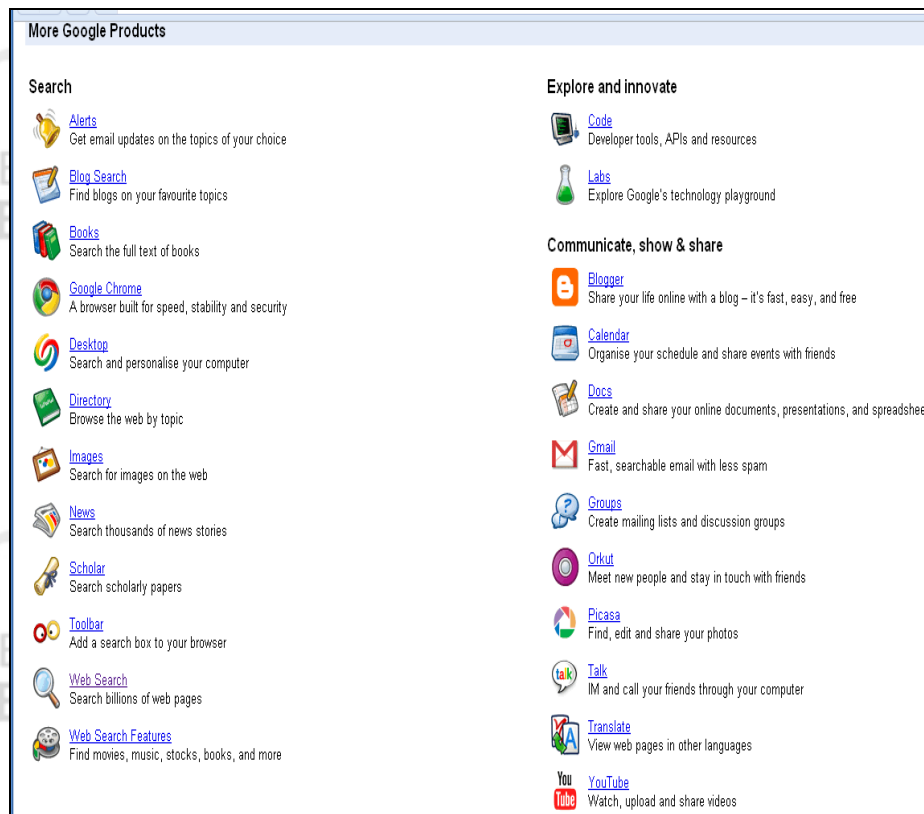 More Google Products
Search
Alerts
Get email updates on the topics of your choice
Blog Search
Find blogs on your favourite topics
Books
Search the full text of books
Google Chrome
A browser built for speed, stability and security
Desktop
Search and personalise your computer
Directory
Browse the web by topic
Images
Search for images on the web
News
Search thousands of news stories
Scholar
Search scholarly papers
Toolbar
Add a search box to your browser
Web Search
Search billions of web pages
Web Search Features
Find movies, music, stocks, books, and more
Explore and innovate
Code
Developer tools, APIs and resources
Labs
Explore Google's technology playground
Communicate, show & share
Blogger
Share your life online with a blog – it's fast, easy, and free
Calendar
Organise your schedule and share events with friends
Docs
Create and share your online documents, presentations, and spreadshee
Gmail
Fast, searchable email with less spam
Groups
Create mailing lists and discussion groups
Orkut
Meet new people and stay in touch with friends
Picasa
Find, edit and share your photos
talk
Talk
IM and call your friends through your computer
Translate
View web pages in other languages
You
Tube
YouTube
Watch, upload and share videos